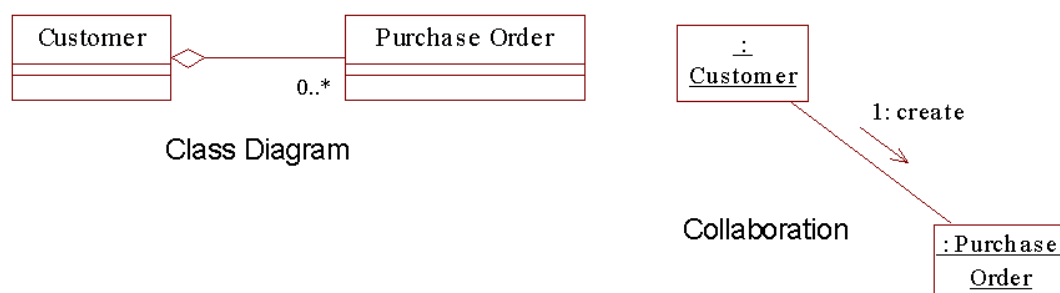 Customer
Purchase Order
0..*
Class Diagram
:
Customer
1: create
Collaboration
:Purchase
Order